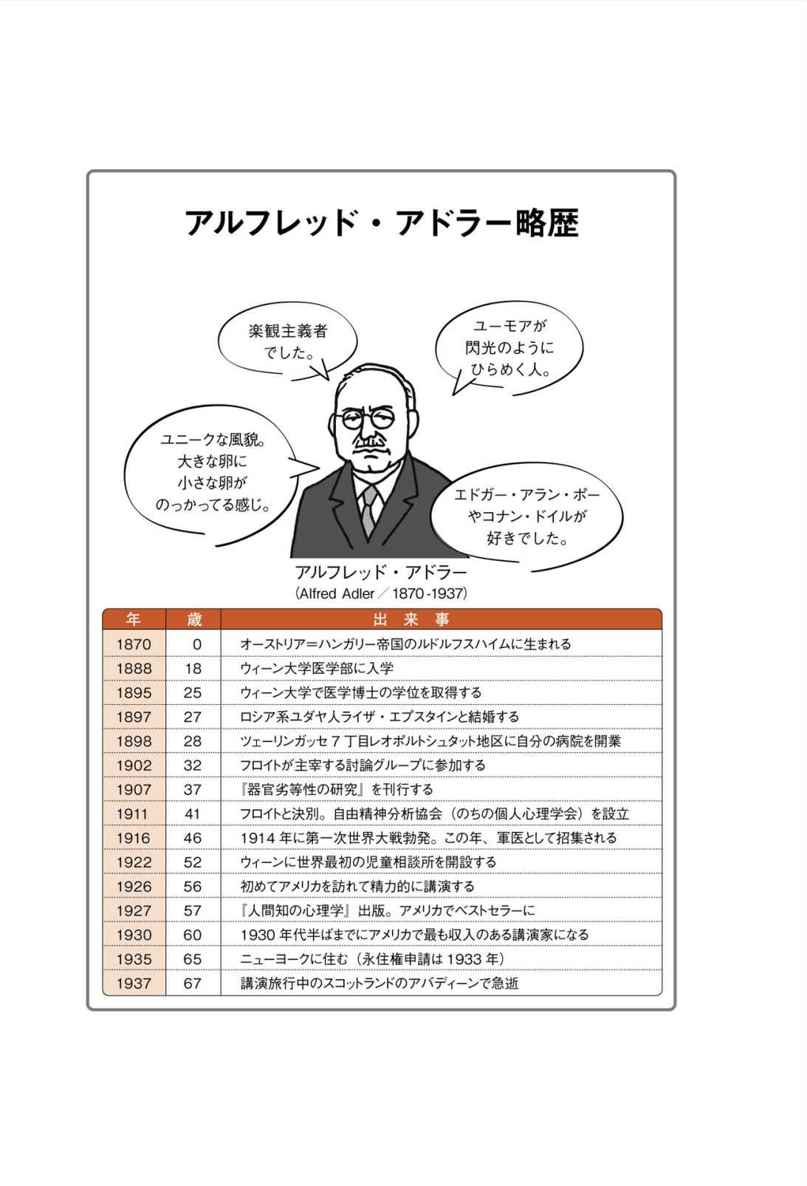 アルフレッド・アドラー略歴
楽観主義者
でした。
ユーモアが
閃光のように
ひらめく人。
ユニークな風貌。
大きな卵に
小さな卵が
のっかってる感じ。
エドガー・アラン・ポー
やコナン・ドイルが
好きでした。
アルフレッド・アドラー
(Alfred Adler／1870-1937)
年 歳 出来事
1870 0 オーストリア＝ハンガリー帝国のルドルフスハイムに生まれる
1888 18 ウィーン大学医学部に入学
1895 25 ウィーン大学で医学博士の学位を取得する
1897 27 ロシア系ユダヤ人ライザ・エプスタインと結婚する
1898 28 ツェーリンガッセ7丁目レオポルトシュタット地区に自分の病院を開業
1902 32 フロイトが主宰する討論グループに参加する
1907 37 『器官劣等性の研究』を刊行する
1911 41 フロイトと決別。自由精神分析協会（のちの個人心理学会）を設立
1916 46 1914年に第一次世界大戦勃発。この年、軍医として招集される
1922 52 ウィーンに世界最初の児童相談所を開設する
1926 56 初めてアメリカを訪れて精力的に講演する
1927 57 『人間知の心理学』出版。アメリカでベストセラーに
1930 60 1930年代半ばまでにアメリカで最も収入のある講演家になる
1935 65 ニューヨークに住む（永住権申請は1933年）
1937 67 講演旅行中のスコットランドのアバディーンで急逝